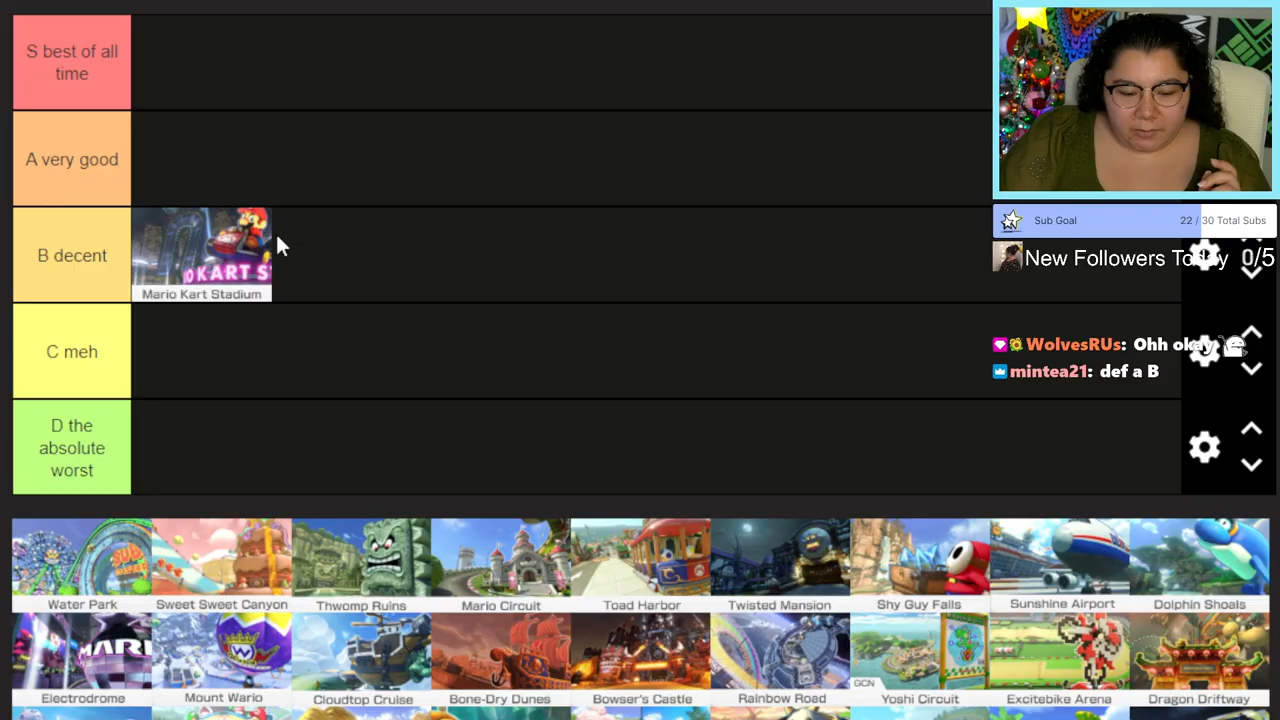 S best of all
time
A very good
B decent
O KART S
Mario Kart Stadium
C meh
D the
absolute
worst
Sub Goal 22 / 30 Total Subs
New Followers Today 0/5
WolvesRUs: Ohh okay
mintea21: def a B
Water Park
Sweet Sweet Canyon
Thwomp Ruins
Mario Circuit
Toad Harbor
Twisted Mansion
Shy Guy Falls
Sunshine Airport
Dolphin Shoals
MARI
Electrodrome
Mount Wario
Cloudtop Cruise
Bone-Dry Dunes
Bowser's Castle
Rainbow Road
GCN
Yoshi Circuit
Excitebike Arena
Dragon Driftway